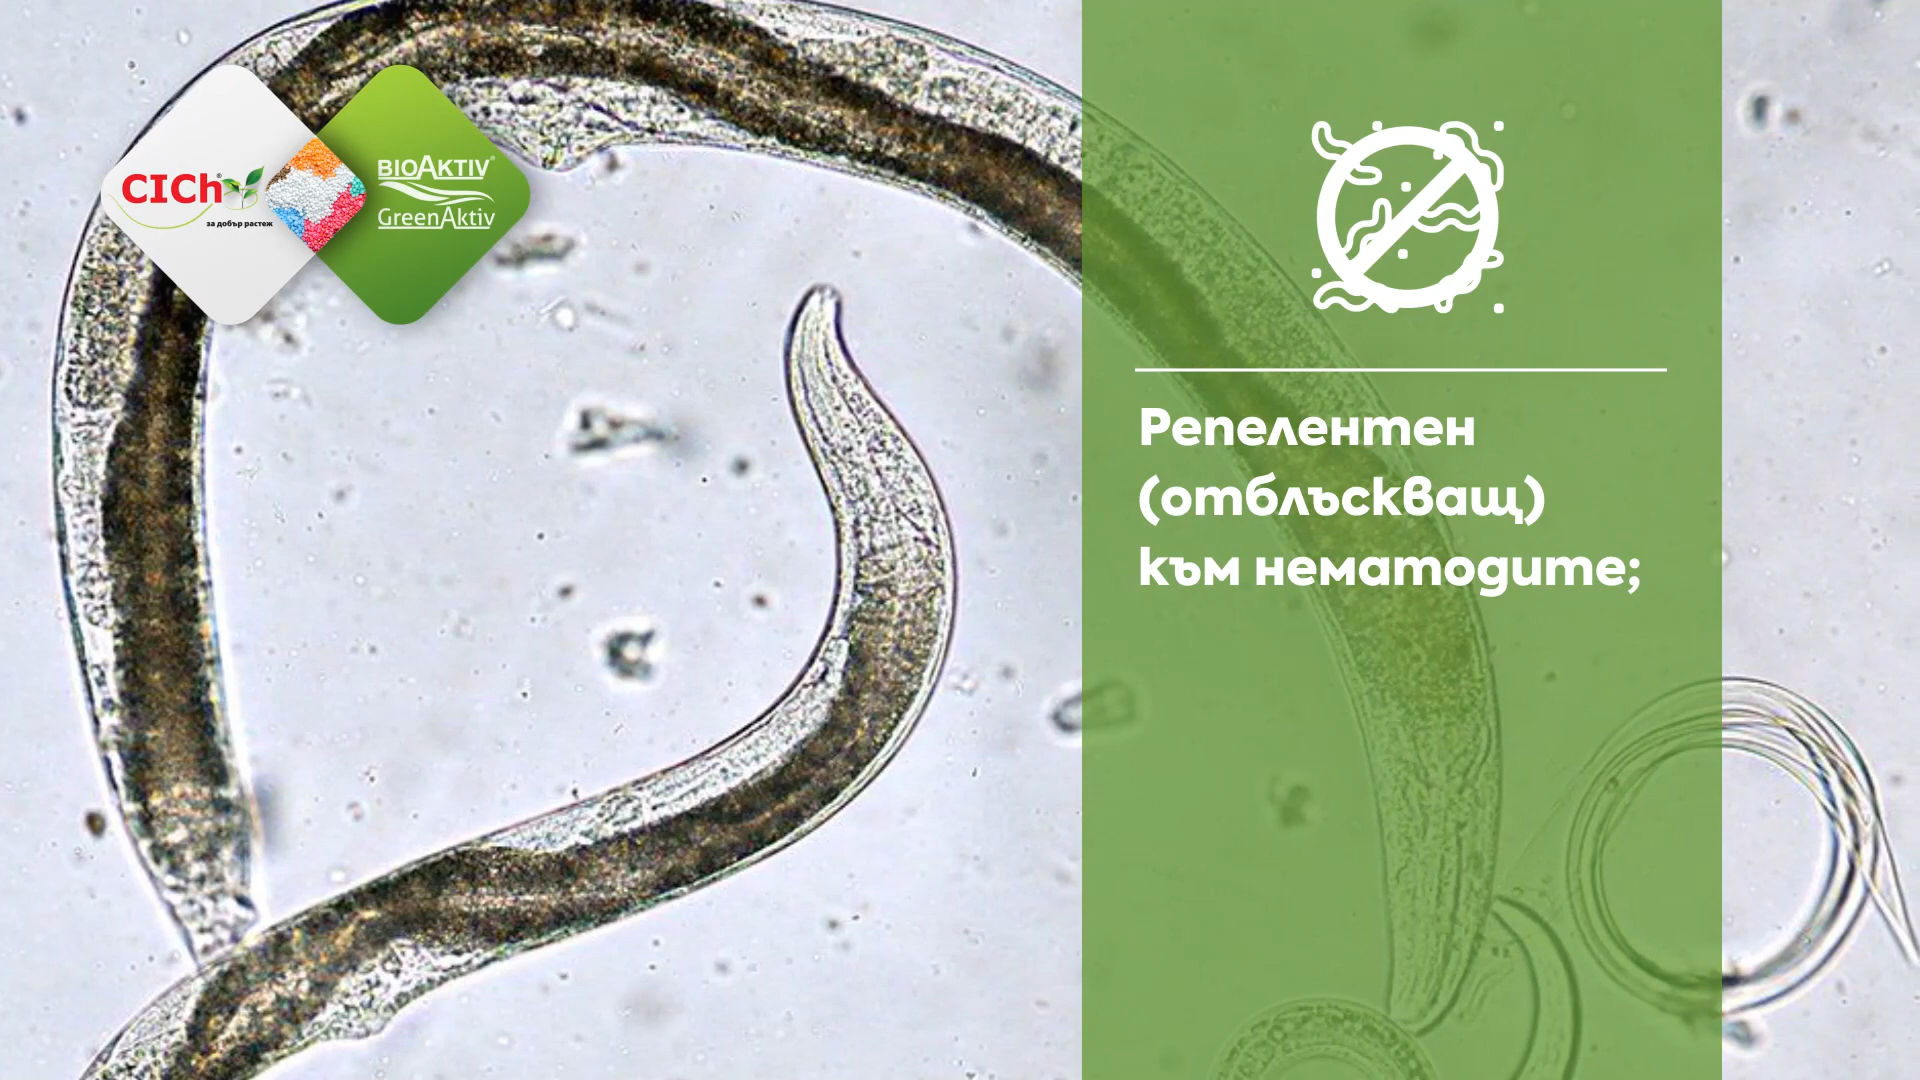 CICh®
за добър растеж
BIOAKTIV®
GreenAktiv
Репелентен
(отблъскващ)
към нематодите;